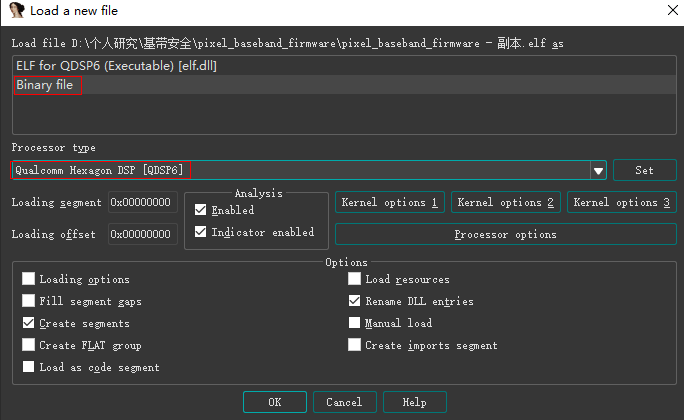 Load a new file
Load file D:\个人研究\基带安全\pixel_baseband_firmware\pixel_baseband_firmware - 副本.elf as
ELF for QDSP6 (Executable) [elf.dll]
Binary file
Processor type
Qualcomm Hexagon DSP [QDSP6]
Set
Loading segment 0x00000000
Loading offset 0x00000000
Analysis
Enabled
Indicator enabled
Kernel options 1
Kernel options 2
Kernel options 3
Processor options
Options
Loading options
Fill segment gaps
Create segments
Create FLAT group
Load as code segment
Load resources
Rename DLL entries
Manual load
Create imports segment
OK
Cancel
Help